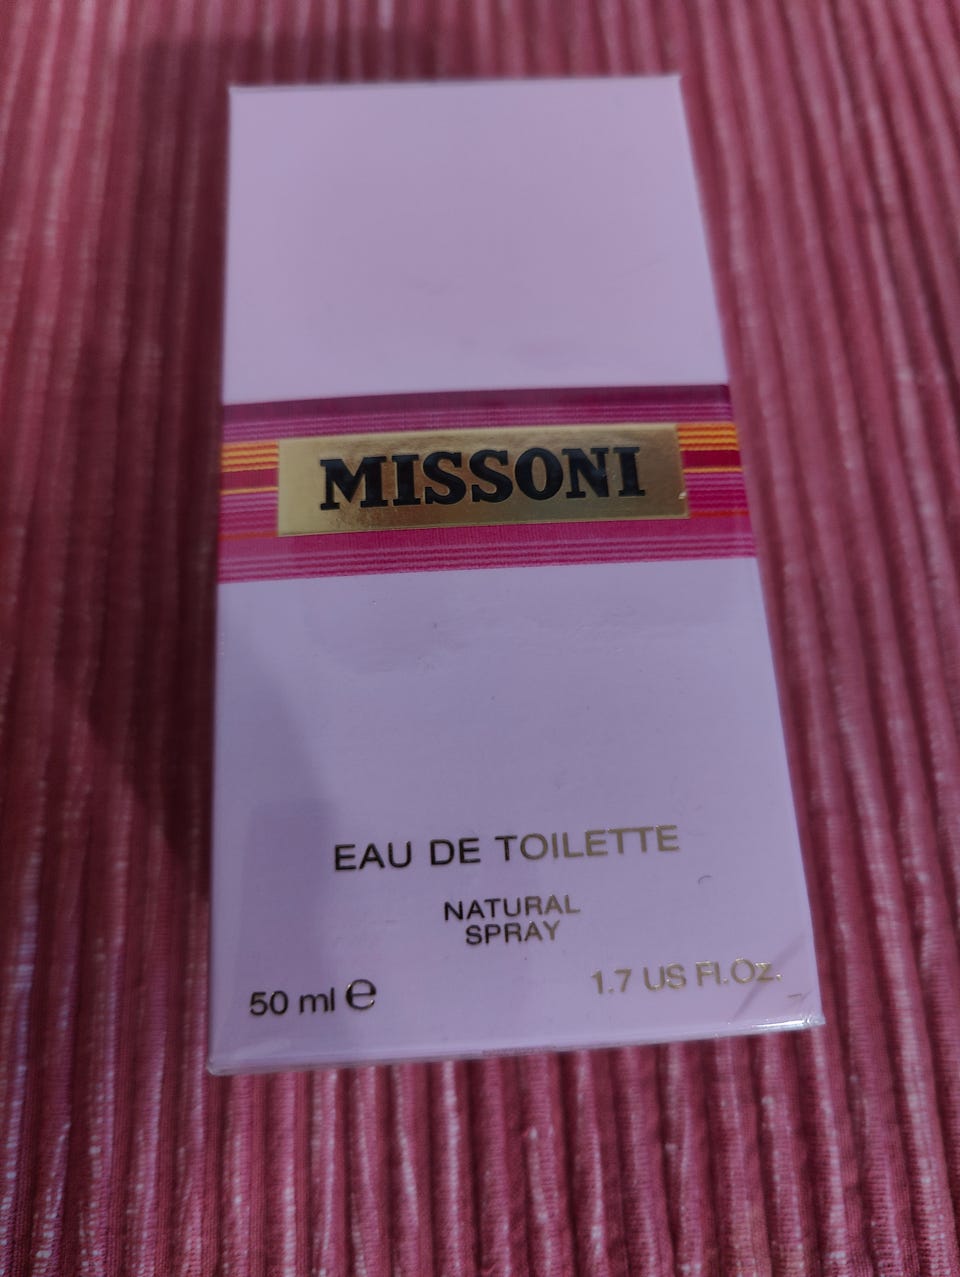 MISSONI
EAU DE TOILETTE
NATURAL
SPRAY
50 ml ℮
1.7 US Fl.Oz.